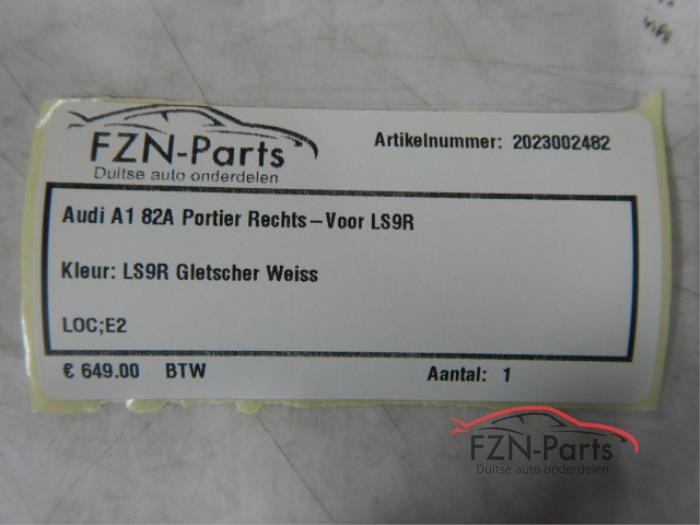 FZN-Parts
Duitse auto onderdelen
Artikelnummer: 2023002482
Audi A1 82A Portier Rechts-Voor LS9R
Kleur: LS9R Gletscher Weiss
LOC;E2
€ 649.00 BTW
Aantal: 1
FZN-Parts
Duitse auto onderdelen